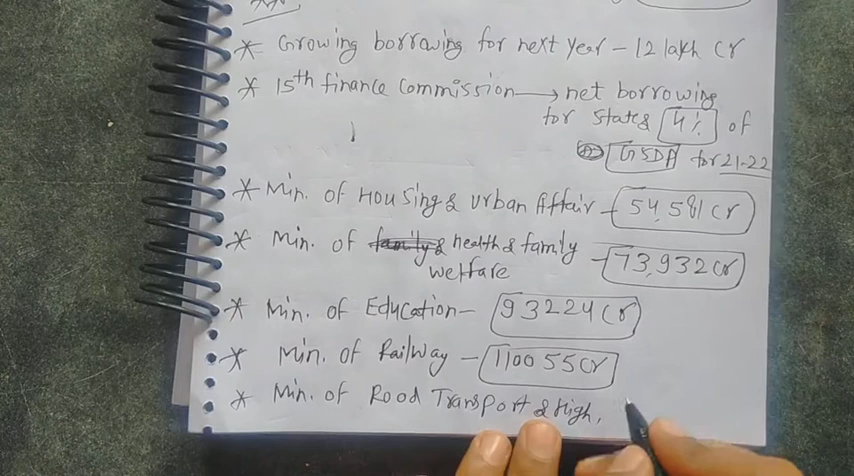 * Growing borrowing for next year - 12 lakh Cr
* 15th finance Commission → net borrowing
for states 4% of
GSDP for 21-22
* Min. of Housing & Urban Affair - 54,581 Cr
* Min. of health & family
welfare - 73,932 Cr
* Min. of Education - 93224 Cr
* Min. of Railway - 110055 Cr
* Min. of Rood Transport & High,